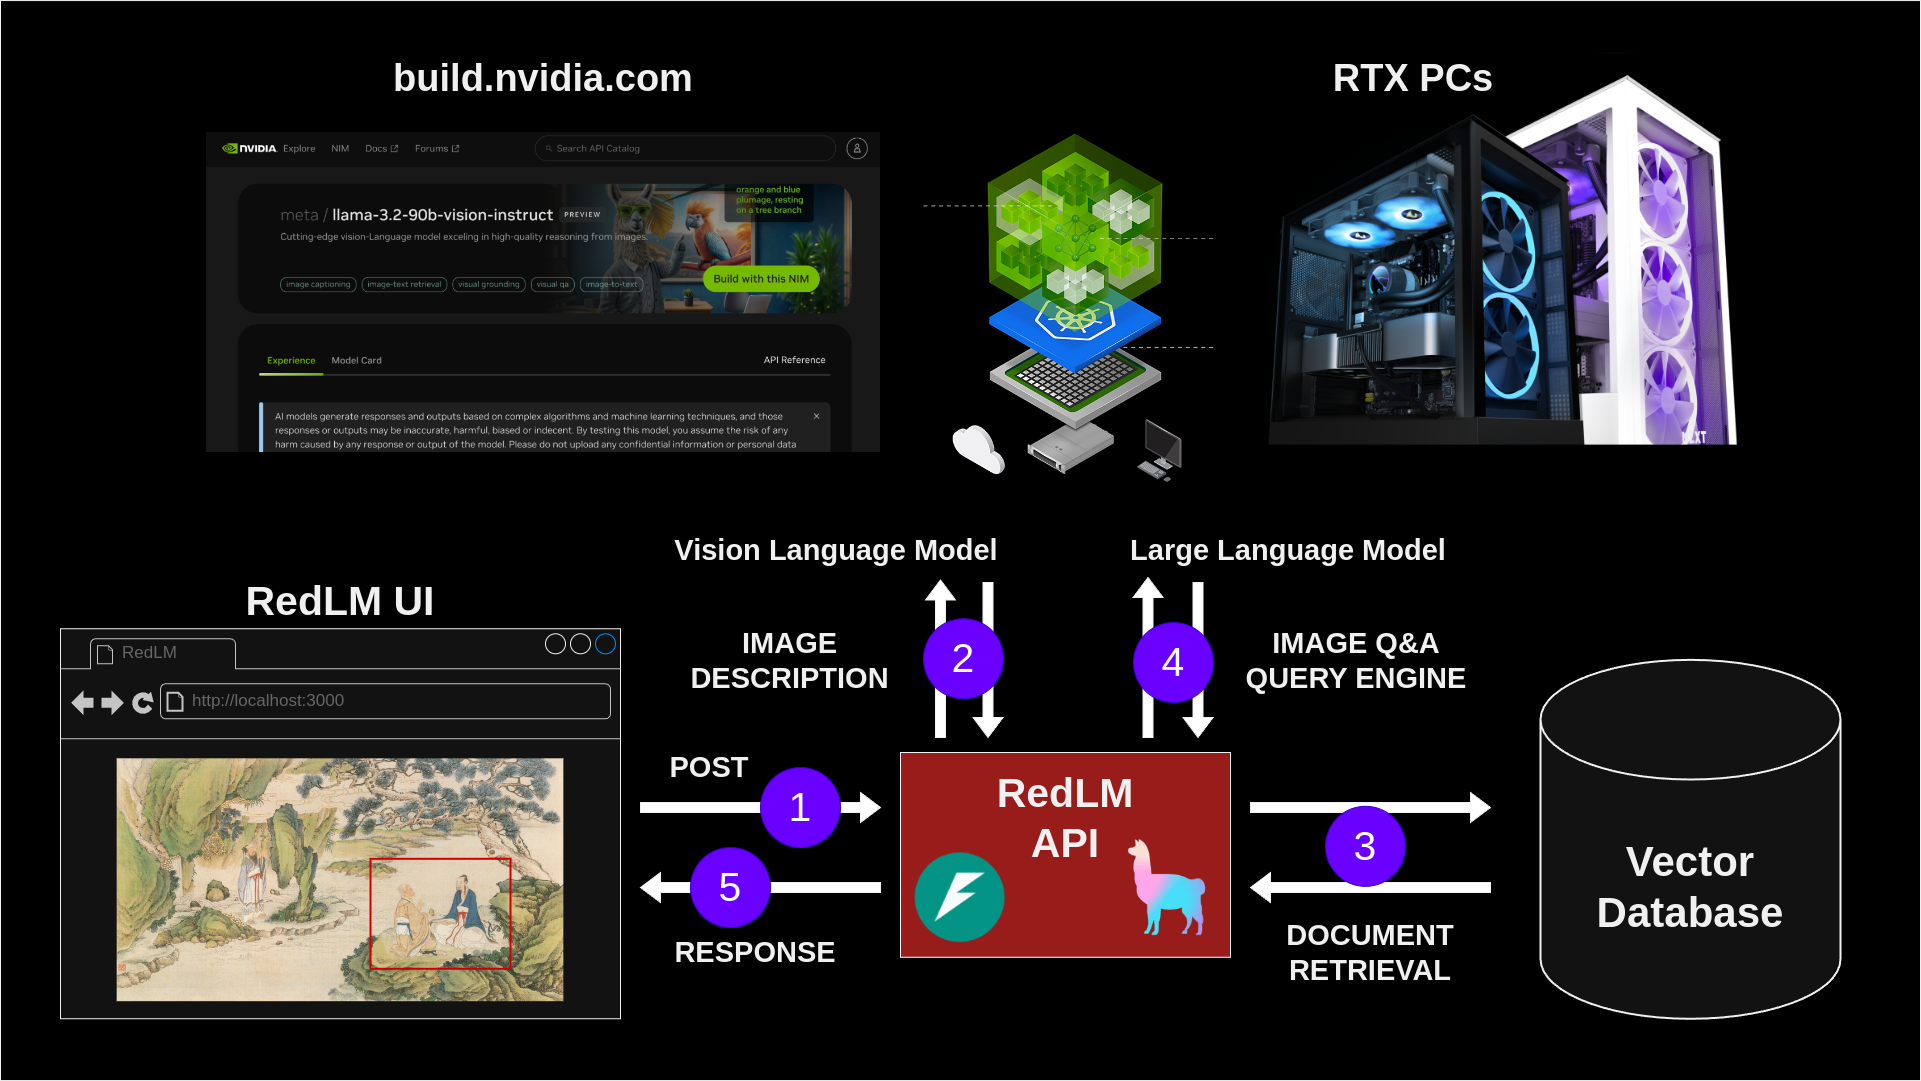 build.nvidia.com
RTX PCs
NVIDIA Explore NIM Docs Forums Search API Catalog
meta / llama-3.2-90b-vision-instruct PREVIEW
Cutting-edge vision-Language model exceling in high-quality reasoning from images.
orange and blue
plumage, resting
on a tree branch
Build with this NIM
image captioning image-text retrieval visual grounding visual qa image-to-text
Experience Model Card API Reference
AI models generate responses and outputs based on complex algorithms and machine learning techniques, and those
responses or outputs may be inaccurate, harmful, biased or indecent. By testing this model, you assume the risk of any
harm caused by any response or output of the model. Please do not upload any confidential information or personal data
Vision Language Model
Large Language Model
RedLM UI
RedLM
http://localhost:3000
IMAGE
DESCRIPTION
2
4
IMAGE Q&A
QUERY ENGINE
POST
1
5
RESPONSE
RedLM
API
3
DOCUMENT
RETRIEVAL
Vector
Database